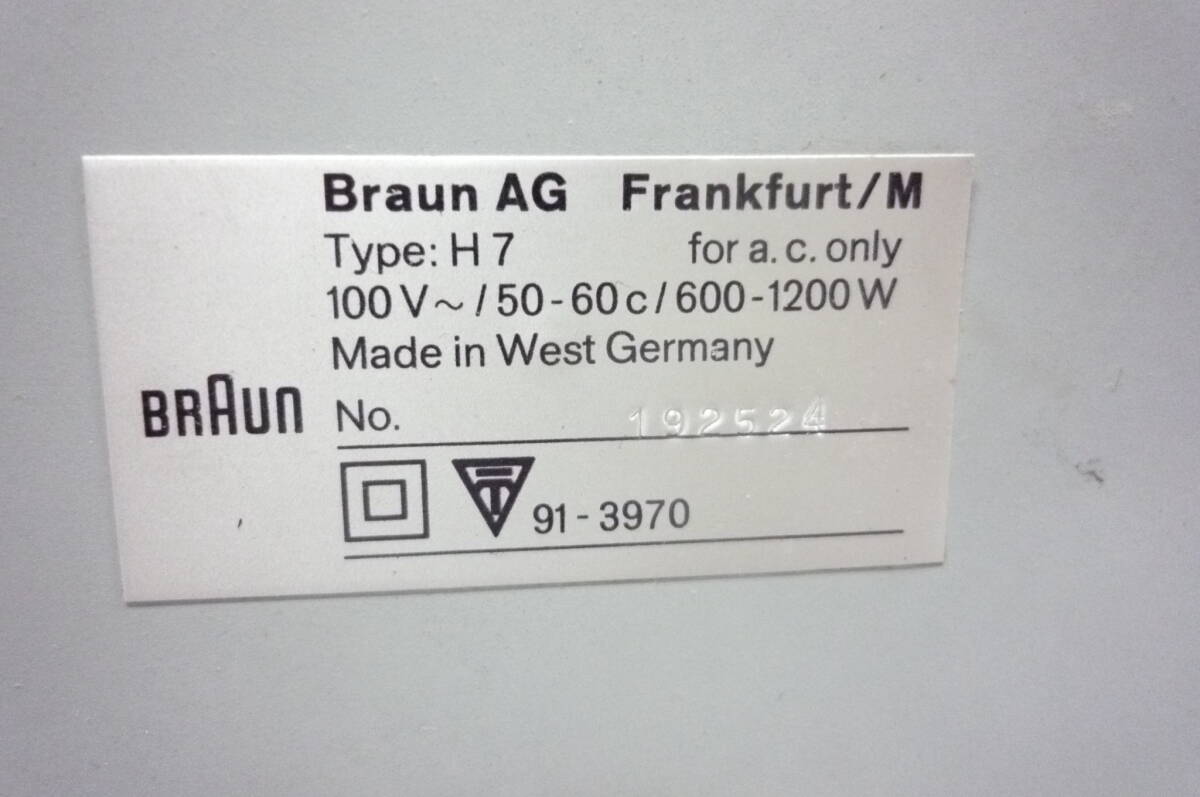 Braun AG Frankfurt/M
Type: H 7 for a. c. only
100 V~ / 50-60 c / 600-1200 W
Made in West Germany
BRAUN No. 192524
91-3970